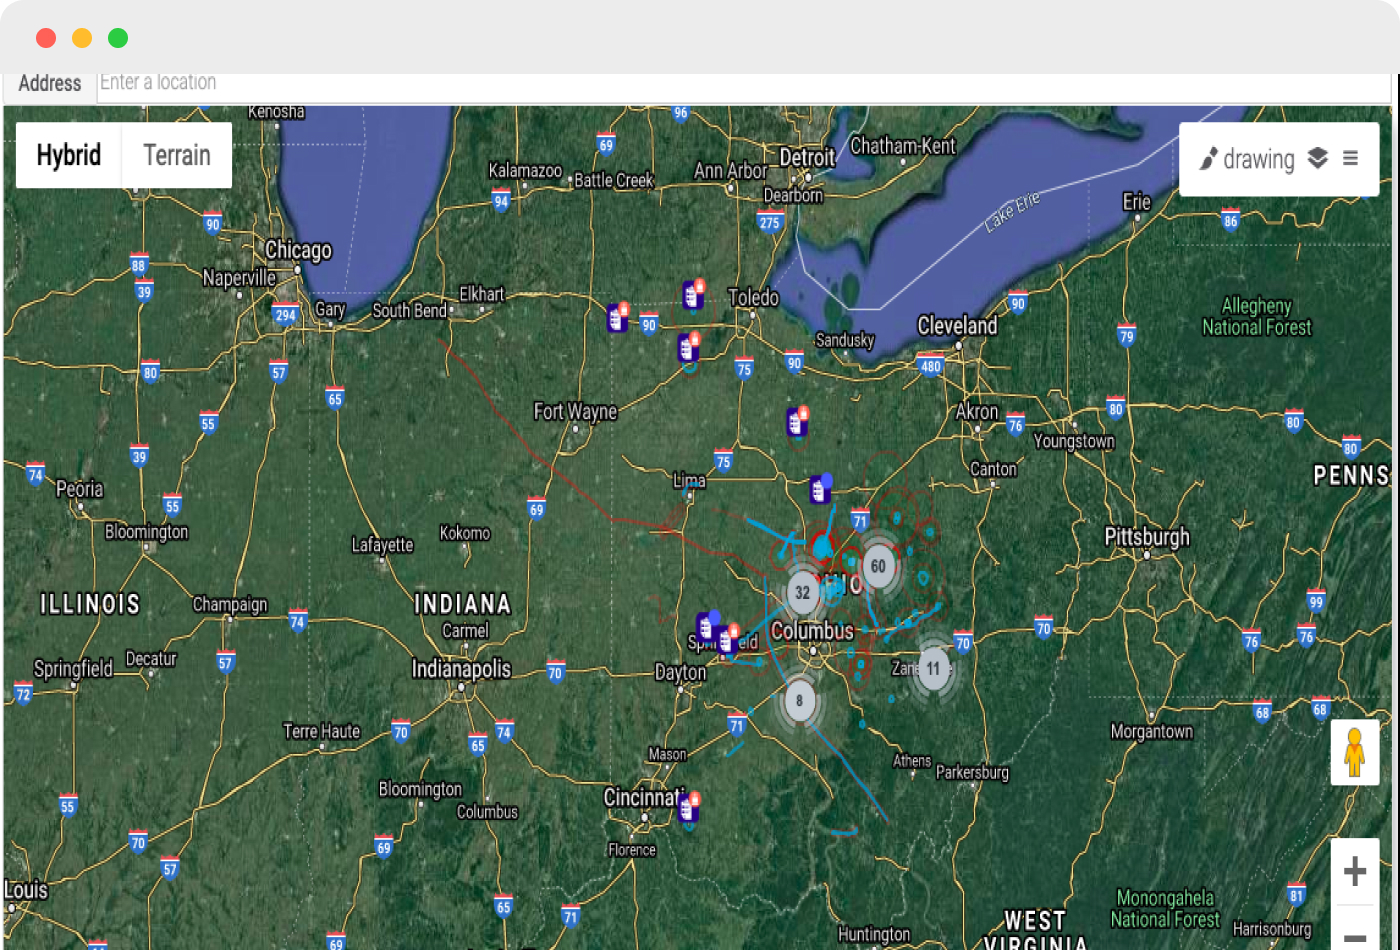 Address
Enter a location
Kenosha
96
Hybrid
Terrain
69
Chatham-Kent
Detroit
Kalamazoo
Battle Creek
Ann Arbor
Dearborn
drawing
94
90
275
Lake Erie
Erie
86
Chicago
88
Naperville
39
294
Gary
South Bend
Elkhart
Toledo
90
Sandusky
Cleveland
90
Allegheny
National Forest
79
80
57
65
75
90
480
55
Fort Wayne
Akron
76
80
80
Youngstown
80
39
74
75
Canton
PENNS
Peoria
55
Lima
69
71
Bloomington
Lafayette
Kokomo
Pittsburgh
60
32
ILLINOIS
Champaign
74
INDIANA
Carmel
Columbus
99
76
76
70
70
Springfield
Decatur
57
Indianapolis
70
Dayton
11
72
8
Terre Haute
70
74
65
71
68
68
Morgantown
Mason
Athens
Parkersburg
Bloomington
Columbus
Cincinnati
55
70
69
Florence
57
Louis
65
71
69
Monongahela
National Forest
81
WEST
VIRGINIA
Harrisonburg
Huntington